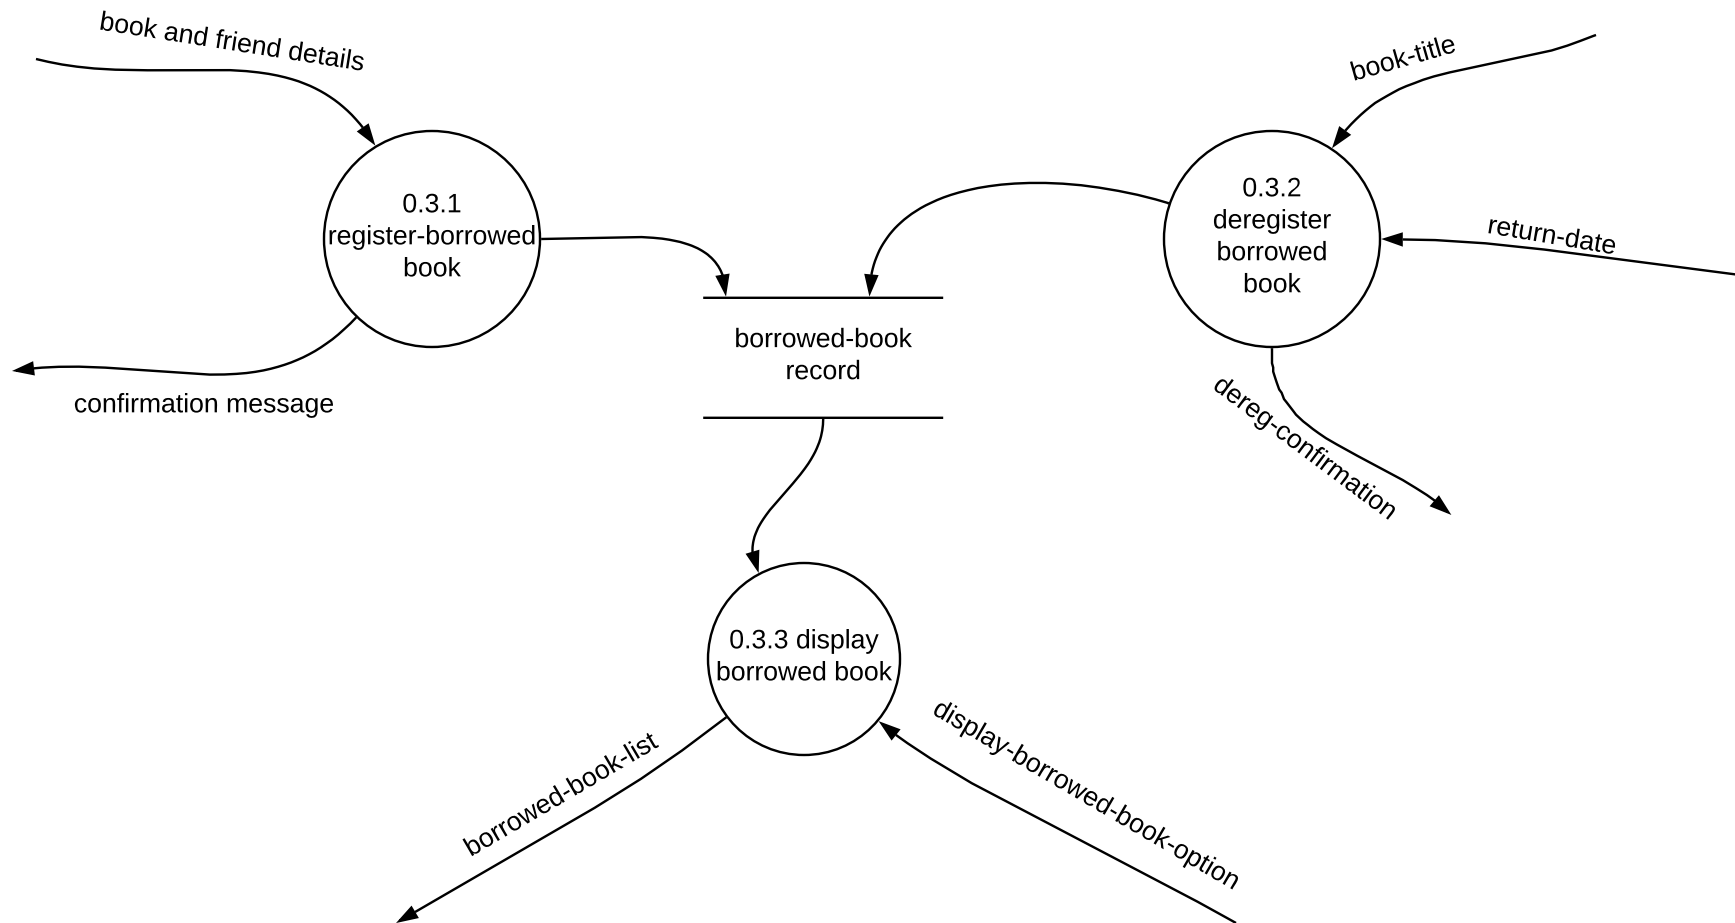 book and friend details
book-title
0.3.1
register-borrowed
book
0.3.2
deregister
borrowed
book
return-date
borrowed-book
record
confirmation message
dereg-confirmation
0.3.3 display
borrowed book
borrowed-book-list
display-borrowed-book-option